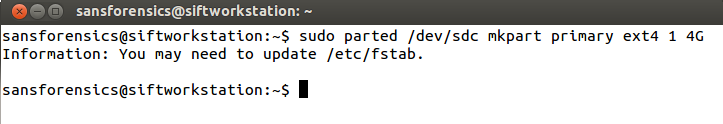 sansforensics@siftworkstation: ~
sansforensics@siftworkstation:~$ sudo parted /dev/sdc mkpart primary ext4 1 4G
Information: You may need to update /etc/fstab.
sansforensics@siftworkstation:~$